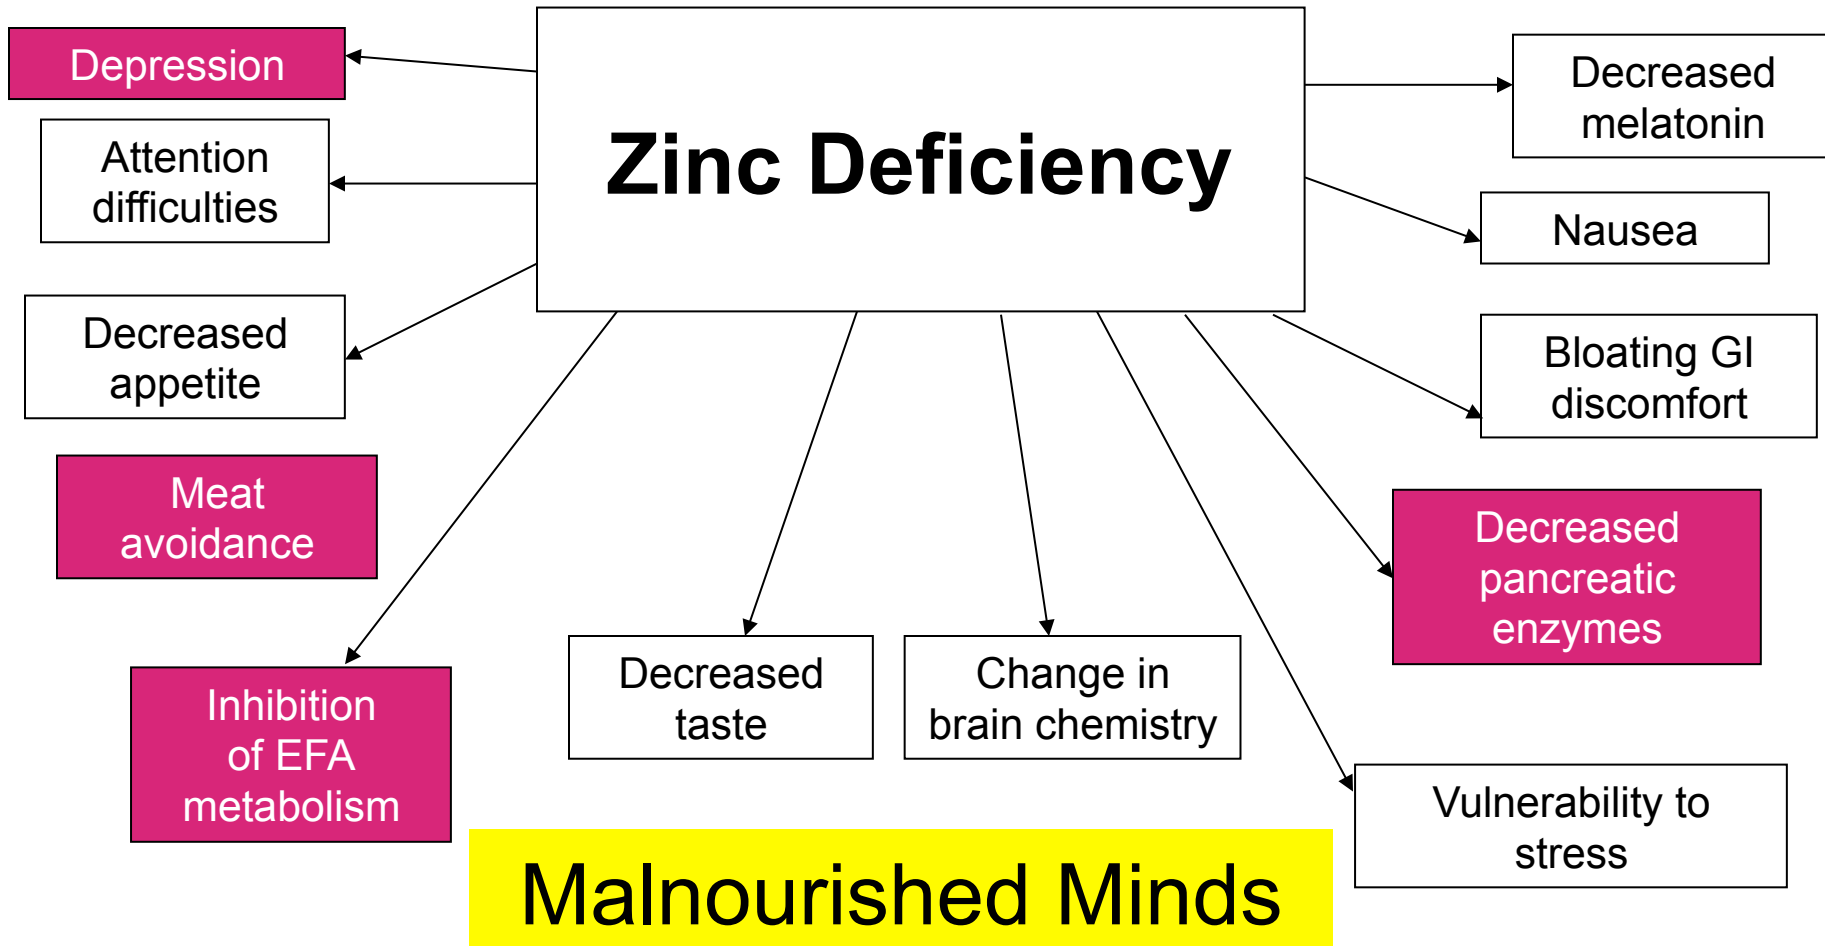 Zinc Deficiency
Depression
Attention
difficulties
Decreased
appetite
Meat
avoidance
Inhibition
of EFA
metabolism
Decreased
taste
Change in
brain chemistry
Vulnerability to
stress
Decreased
pancreatic
enzymes
Bloating GI
discomfort
Nausea
Decreased
melatonin
Malnourished Minds